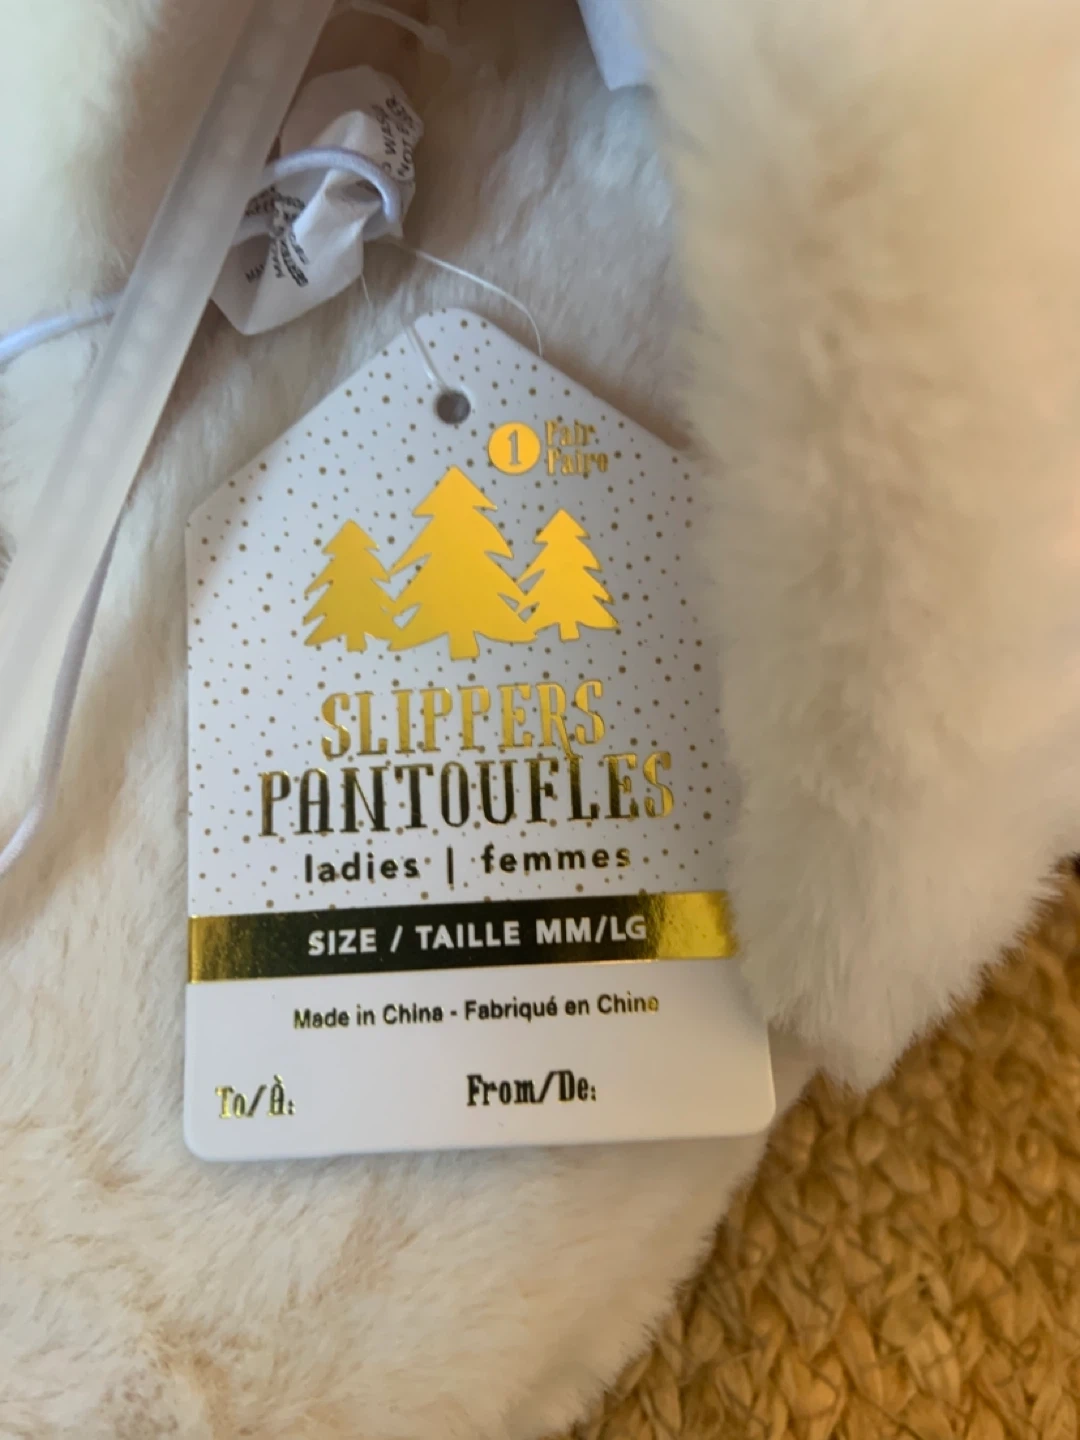 1 Pair
Paire
SLIPPERS
PANTOUFLES
ladies | femmes
SIZE / TAILLE MM/LG
Made in China - Fabriqué en Chine
To/À:
From/De: